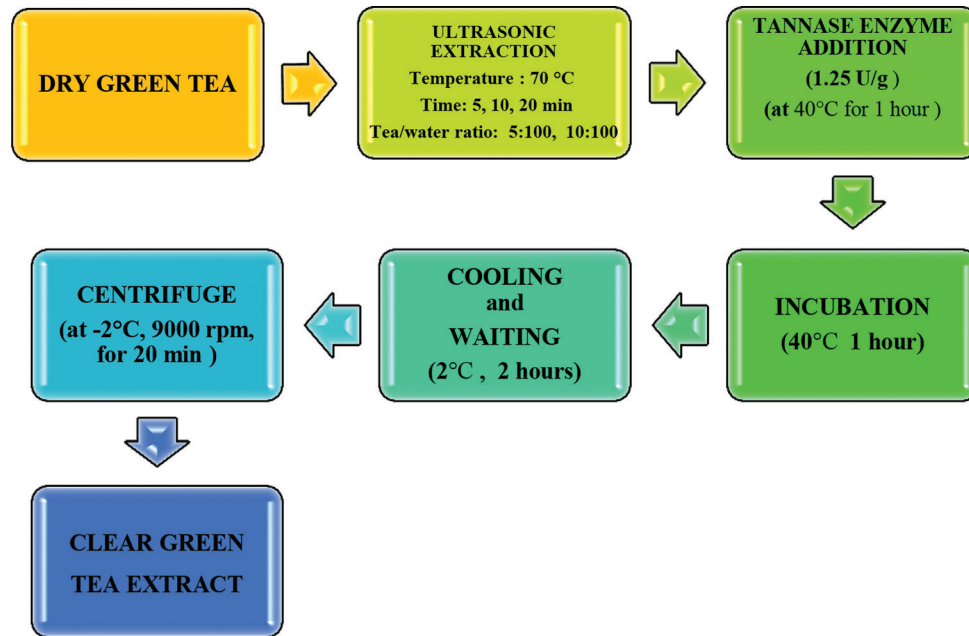 DRY GREEN TEA
ULTRASONIC
EXTRACTION
Temperature : 70 °C
Time: 5, 10, 20 min
Tea/water ratio: 5:100, 10:100
TANNASE ENZYME
ADDITION
(1.25 U/g )
(at 40°C for 1 hour )
INCUBATION
(40°C 1 hour)
COOLING
and
WAITING
(2°C , 2 hours)
CENTRIFUGE
(at -2°C, 9000 rpm,
for 20 min )
CLEAR GREEN
TEA EXTRACT